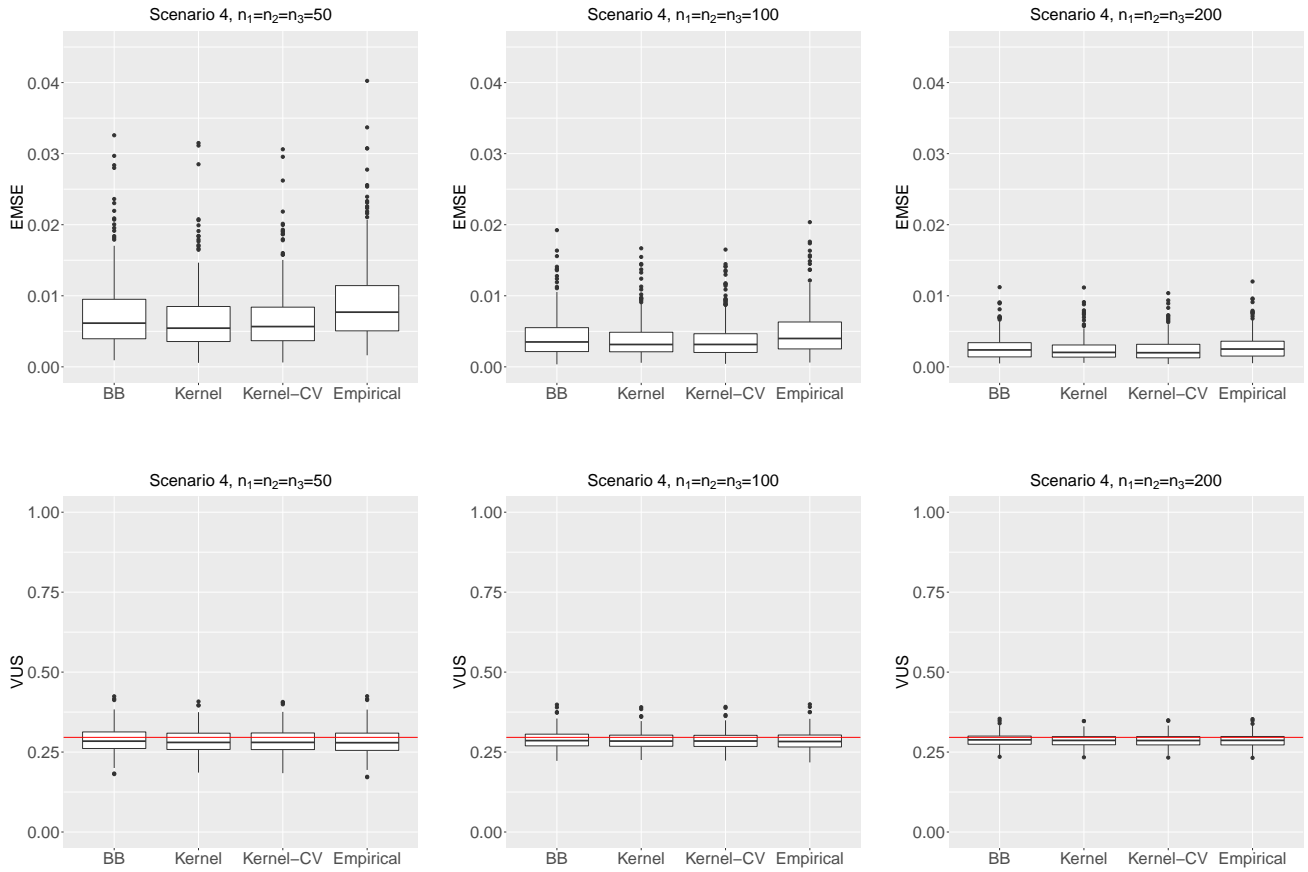 Scenario 4, n₁=n₂=n₃=50
EMSE
0.04
0.03
0.02
0.01
0.00
BB Kernel Kernel−CV Empirical
Scenario 4, n₁=n₂=n₃=100
EMSE
0.04
0.03
0.02
0.01
0.00
BB Kernel Kernel−CV Empirical
Scenario 4, n₁=n₂=n₃=200
EMSE
0.04
0.03
0.02
0.01
0.00
BB Kernel Kernel−CV Empirical
Scenario 4, n₁=n₂=n₃=50
VUS
1.00
0.75
0.50
0.25
0.00
BB Kernel Kernel−CV Empirical
Scenario 4, n₁=n₂=n₃=100
VUS
1.00
0.75
0.50
0.25
0.00
BB Kernel Kernel−CV Empirical
Scenario 4, n₁=n₂=n₃=200
VUS
1.00
0.75
0.50
0.25
0.00
BB Kernel Kernel−CV Empirical